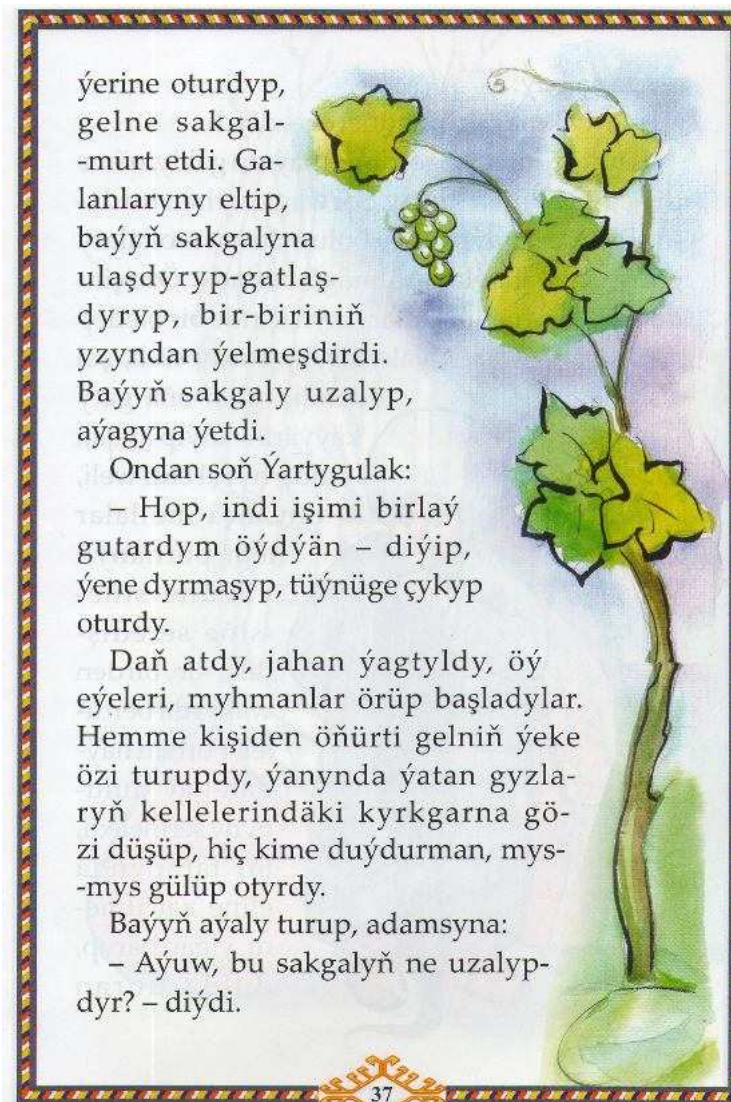 ýerine oturdyp,
gelne sakgal-
-murt etdi. Ga-
lanlaryny eltip,
baýyň sakgalyna
ulaşdyryp-gatlaş-
dyryp, bir-biriniň
yzyndan ýelmeşdirdi.
Baýyň sakgaly uzalyp,
aýagyna ýetdi.
Ondan soň Ýartygulak:
– Hop, indi işimi birlaý
gutardym öýdýän – diýip,
ýene dyrmaşyp, tüýnüge çykyp
oturdy.
Daň atdy, jahan ýagtyldy, öý
eýeleri, myhmanlar örüp başladylar.
Hemme kişiden öňürti gelniň ýeke
özi turupdy, ýanynda ýatan gyzla-
ryň kellelerindäki kyrkgarna gö-
zi düşüp, hiç kime duýdurman, mys-
-mys gülüp otyrdy.
Baýyň aýaly turup, adamsyna:
– Aýuw, bu sakgalyň ne uzalyp-
dyr? – diýdi.
37